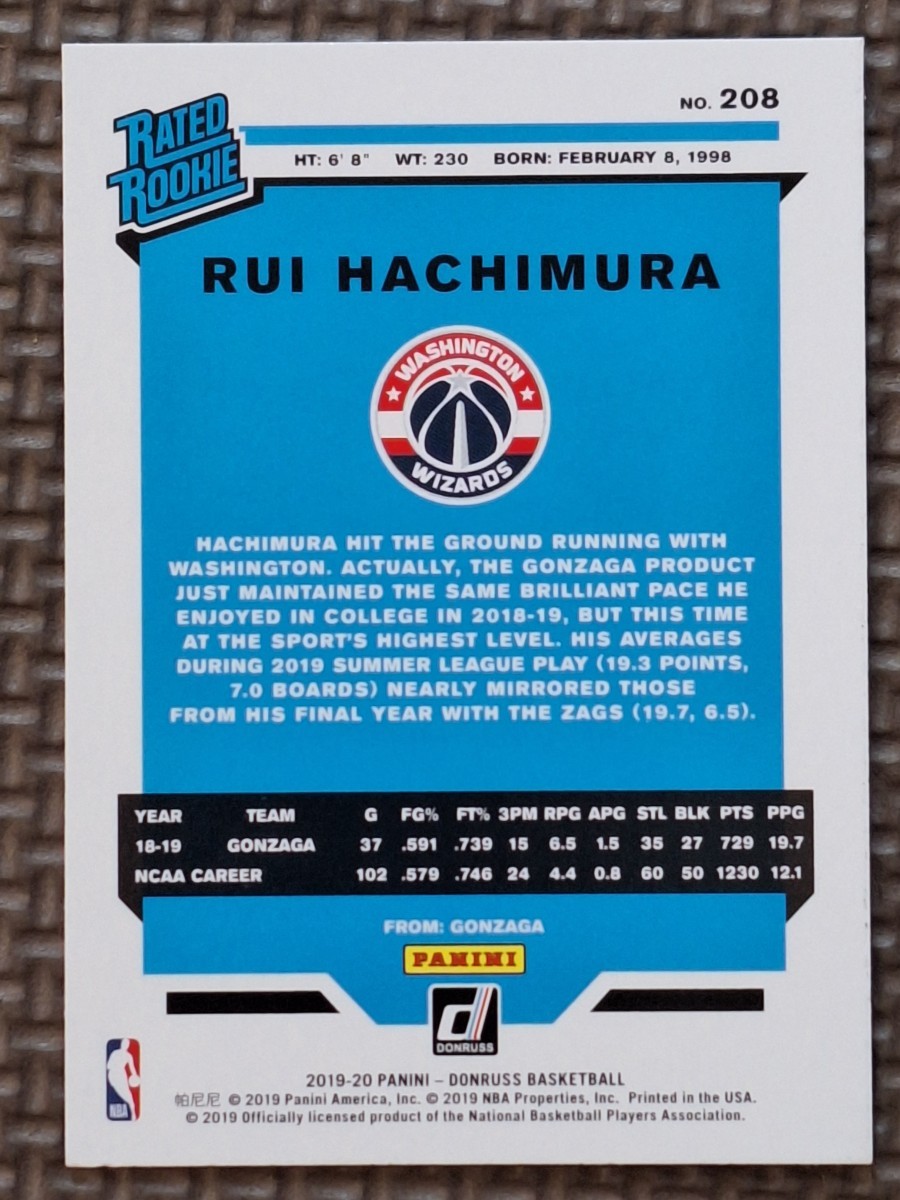 NO. 208
RATED
ROOKIE
HT: 6' 8" WT: 230 BORN: FEBRUARY 8, 1998
RUI HACHIMURA
WASHINGTON
WIZARDS
HACHIMURA HIT THE GROUND RUNNING WITH
WASHINGTON. ACTUALLY, THE GONZAGA PRODUCT
JUST MAINTAINED THE SAME BRILLIANT PACE HE
ENJOYED IN COLLEGE IN 2018-19, BUT THIS TIME
AT THE SPORT'S HIGHEST LEVEL. HIS AVERAGES
DURING 2019 SUMMER LEAGUE PLAY (19.3 POINTS,
7.0 BOARDS) NEARLY MIRRORED THOSE
FROM HIS FINAL YEAR WITH THE ZAGS (19.7, 6.5).
YEAR TEAM G FG% FT% 3PM RPG APG STL BLK PTS PPG
18-19 GONZAGA 37 .591 .739 15 6.5 1.5 35 27 729 19.7
NCAA CAREER 102 .579 .746 24 4.4 0.8 60 50 1230 12.1
FROM: GONZAGA
PANINI
d
DONRUSS
NBA
2019-20 PANINI – DONRUSS BASKETBALL
帕尼尼 © 2019 Panini America, Inc. © 2019 NBA Properties, Inc. Printed in the USA.
© 2019 Officially licensed product of the National Basketball Players Association.